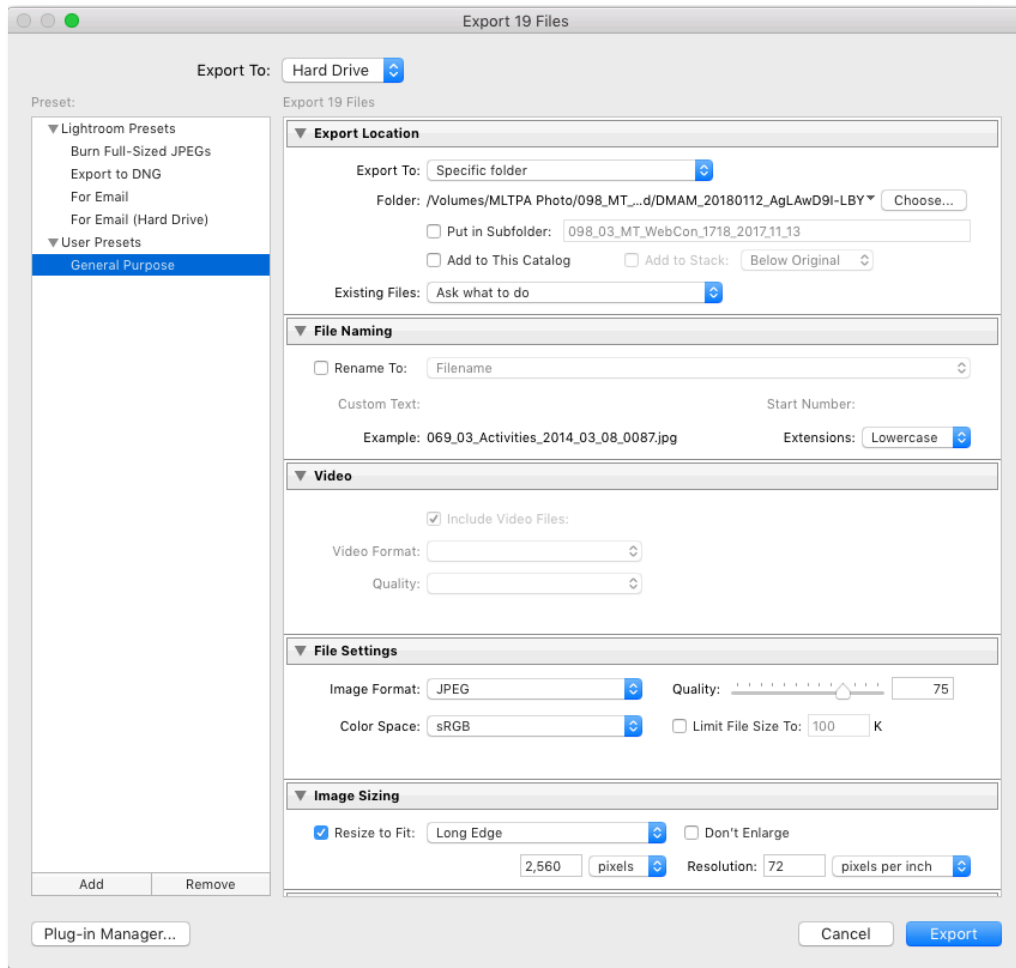 Export 19 Files
Export To: Hard Drive
Preset:
Export 19 Files
Lightroom Presets
Burn Full-Sized JPEGs
Export to DNG
For Email
For Email (Hard Drive)
User Presets
General Purpose
Add Remove
Export Location
Export To: Specific folder
Folder: /Volumes/MLTPA Photo/098_MT_...d/DMAM_20180112_AgLAwD9I-LBY Choose...
Put in Subfolder: 098_03_MT_WebCon_1718_2017_11_13
Add to This Catalog Add to Stack: Below Original
Existing Files: Ask what to do
File Naming
Rename To: Filename
Custom Text: Start Number:
Example: 069_03_Activities_2014_03_08_0087.jpg Extensions: Lowercase
Video
Include Video Files:
Video Format:
Quality:
File Settings
Image Format: JPEG Quality: 75
Color Space: sRGB Limit File Size To: 100 K
Image Sizing
Resize to Fit: Long Edge Don't Enlarge
2,560 pixels Resolution: 72 pixels per inch
Plug-in Manager... Cancel Export